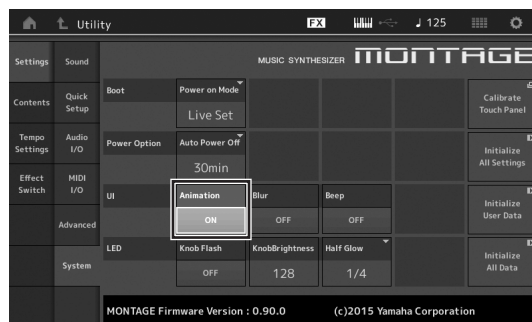 Utility FX 125
MUSIC SYNTHESIZER MONTAGE
Settings Sound
Contents Quick Setup
Tempo Settings Audio I/O
Effect Switch MIDI I/O
Advanced
System
Boot Power on Mode
Live Set
Calibrate Touch Panel
Power Option Auto Power Off
30min
Initialize All Settings
UI Animation Blur Beep
ON OFF OFF
Initialize User Data
LED Knob Flash KnobBrightness Half Glow
OFF 128 1/4
Initialize All Data
MONTAGE Firmware Version : 0.90.0 (c)2015 Yamaha Corporation